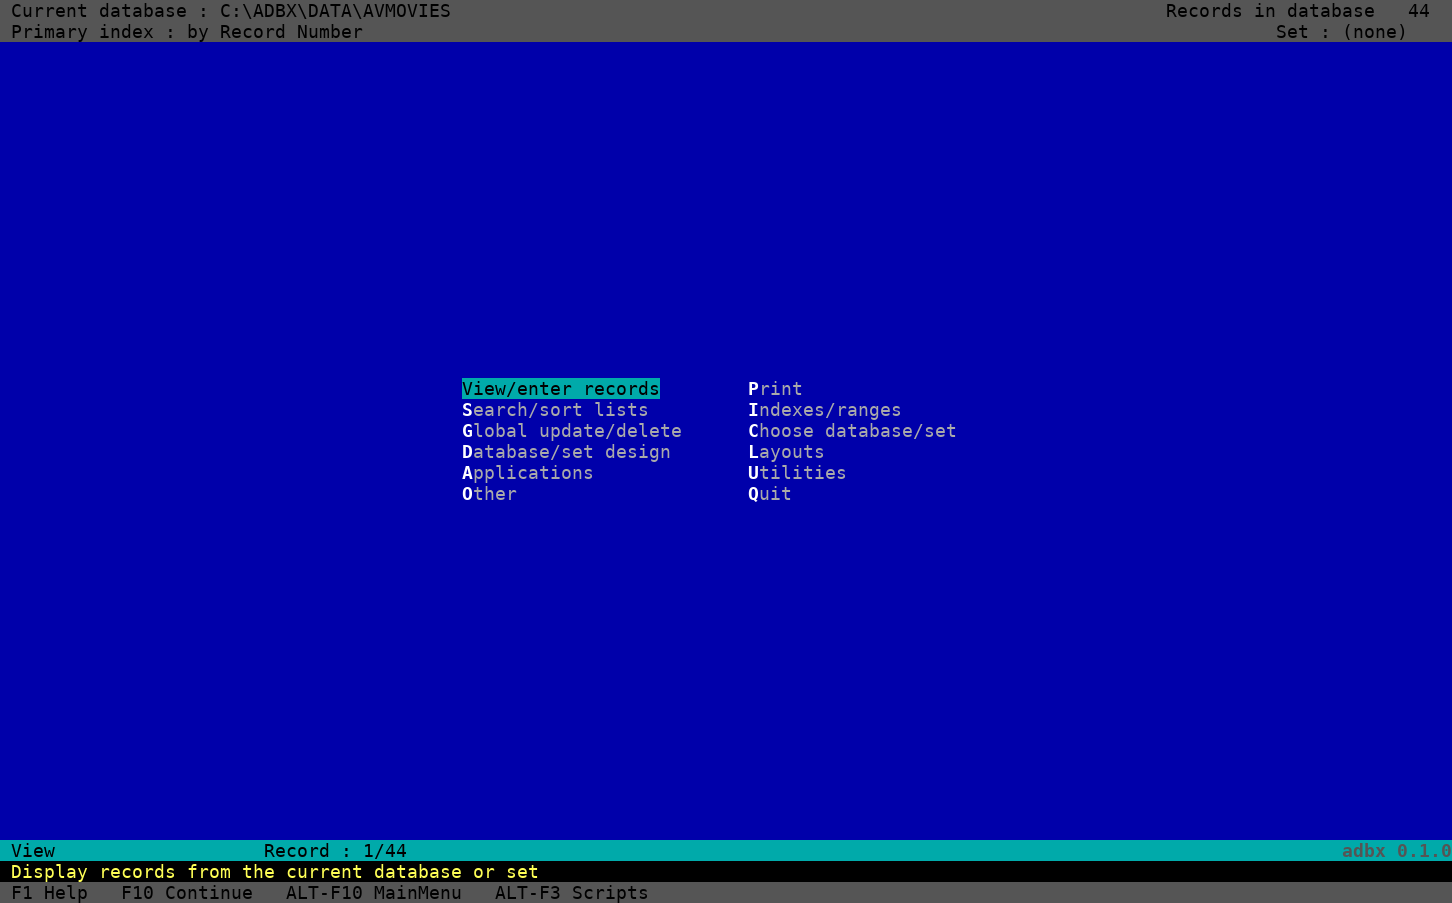 Current database : C:\ADBX\DATA\AVMOVIES Records in database 44
Primary index : by Record Number Set : (none)
View/enter records Print
Search/sort lists Indexes/ranges
Global update/delete Choose database/set
Database/set design Layouts
Applications Utilities
Other Quit
View Record : 1/44 adbx 0.1.0
Display records from the current database or set
F1 Help F10 Continue ALT-F10 MainMenu ALT-F3 Scripts